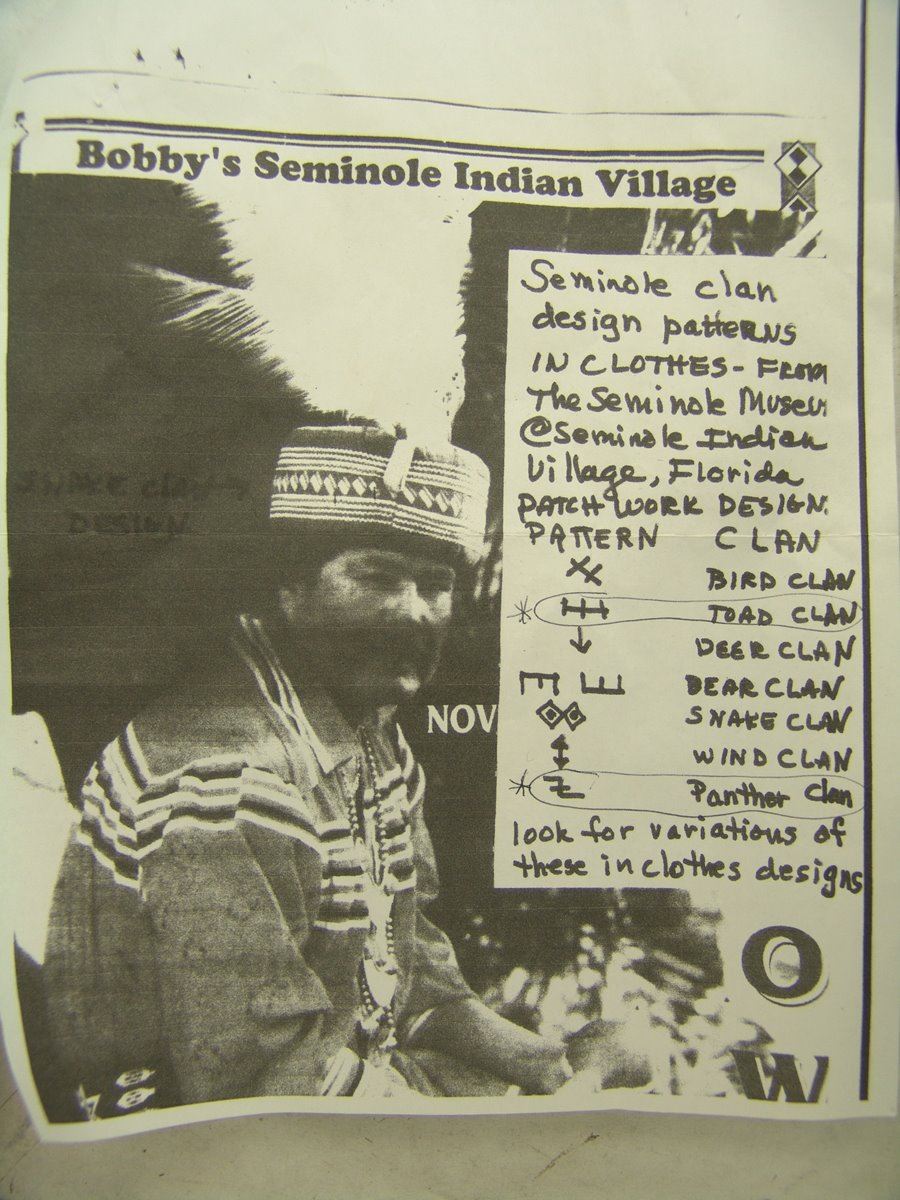 Bobby's Seminole Indian Village
Seminole clan
design patterns
IN CLOTHES - FROM
The Seminole Museu
@Seminole Indian
Village, Florida
PATCH WORK DESIGN.
PATTERN CLAN
BIRD CLAN
* TOAD CLAN
DEER CLAN
BEAR CLAN
SNAKE CLAN
WIND CLAN
* Panther Clan
look for variations of
these in clothes designs
SNAKE CLAN
DESIGN
NOV
O
W